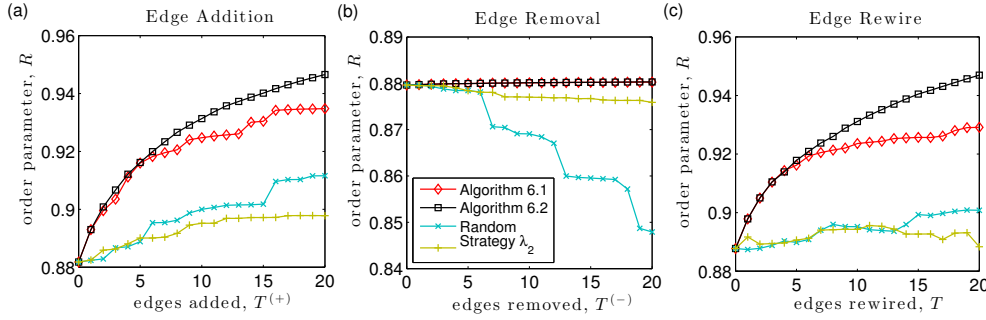 (a)
Edge Addition
order parameter, R
0.96
0.94
0.92
0.9
0.88
0
5
10
15
20
edges added, T^(+)
(b)
Edge Removal
order parameter, R
0.89
0.88
0.87
0.86
0.85
0.84
Algorithm 6.1
Algorithm 6.2
Random
Strategy λ₂
0
5
10
15
20
edges removed, T^(−)
(c)
Edge Rewire
order parameter, R
0.96
0.94
0.92
0.9
0.88
0
5
10
15
20
edges rewired, T